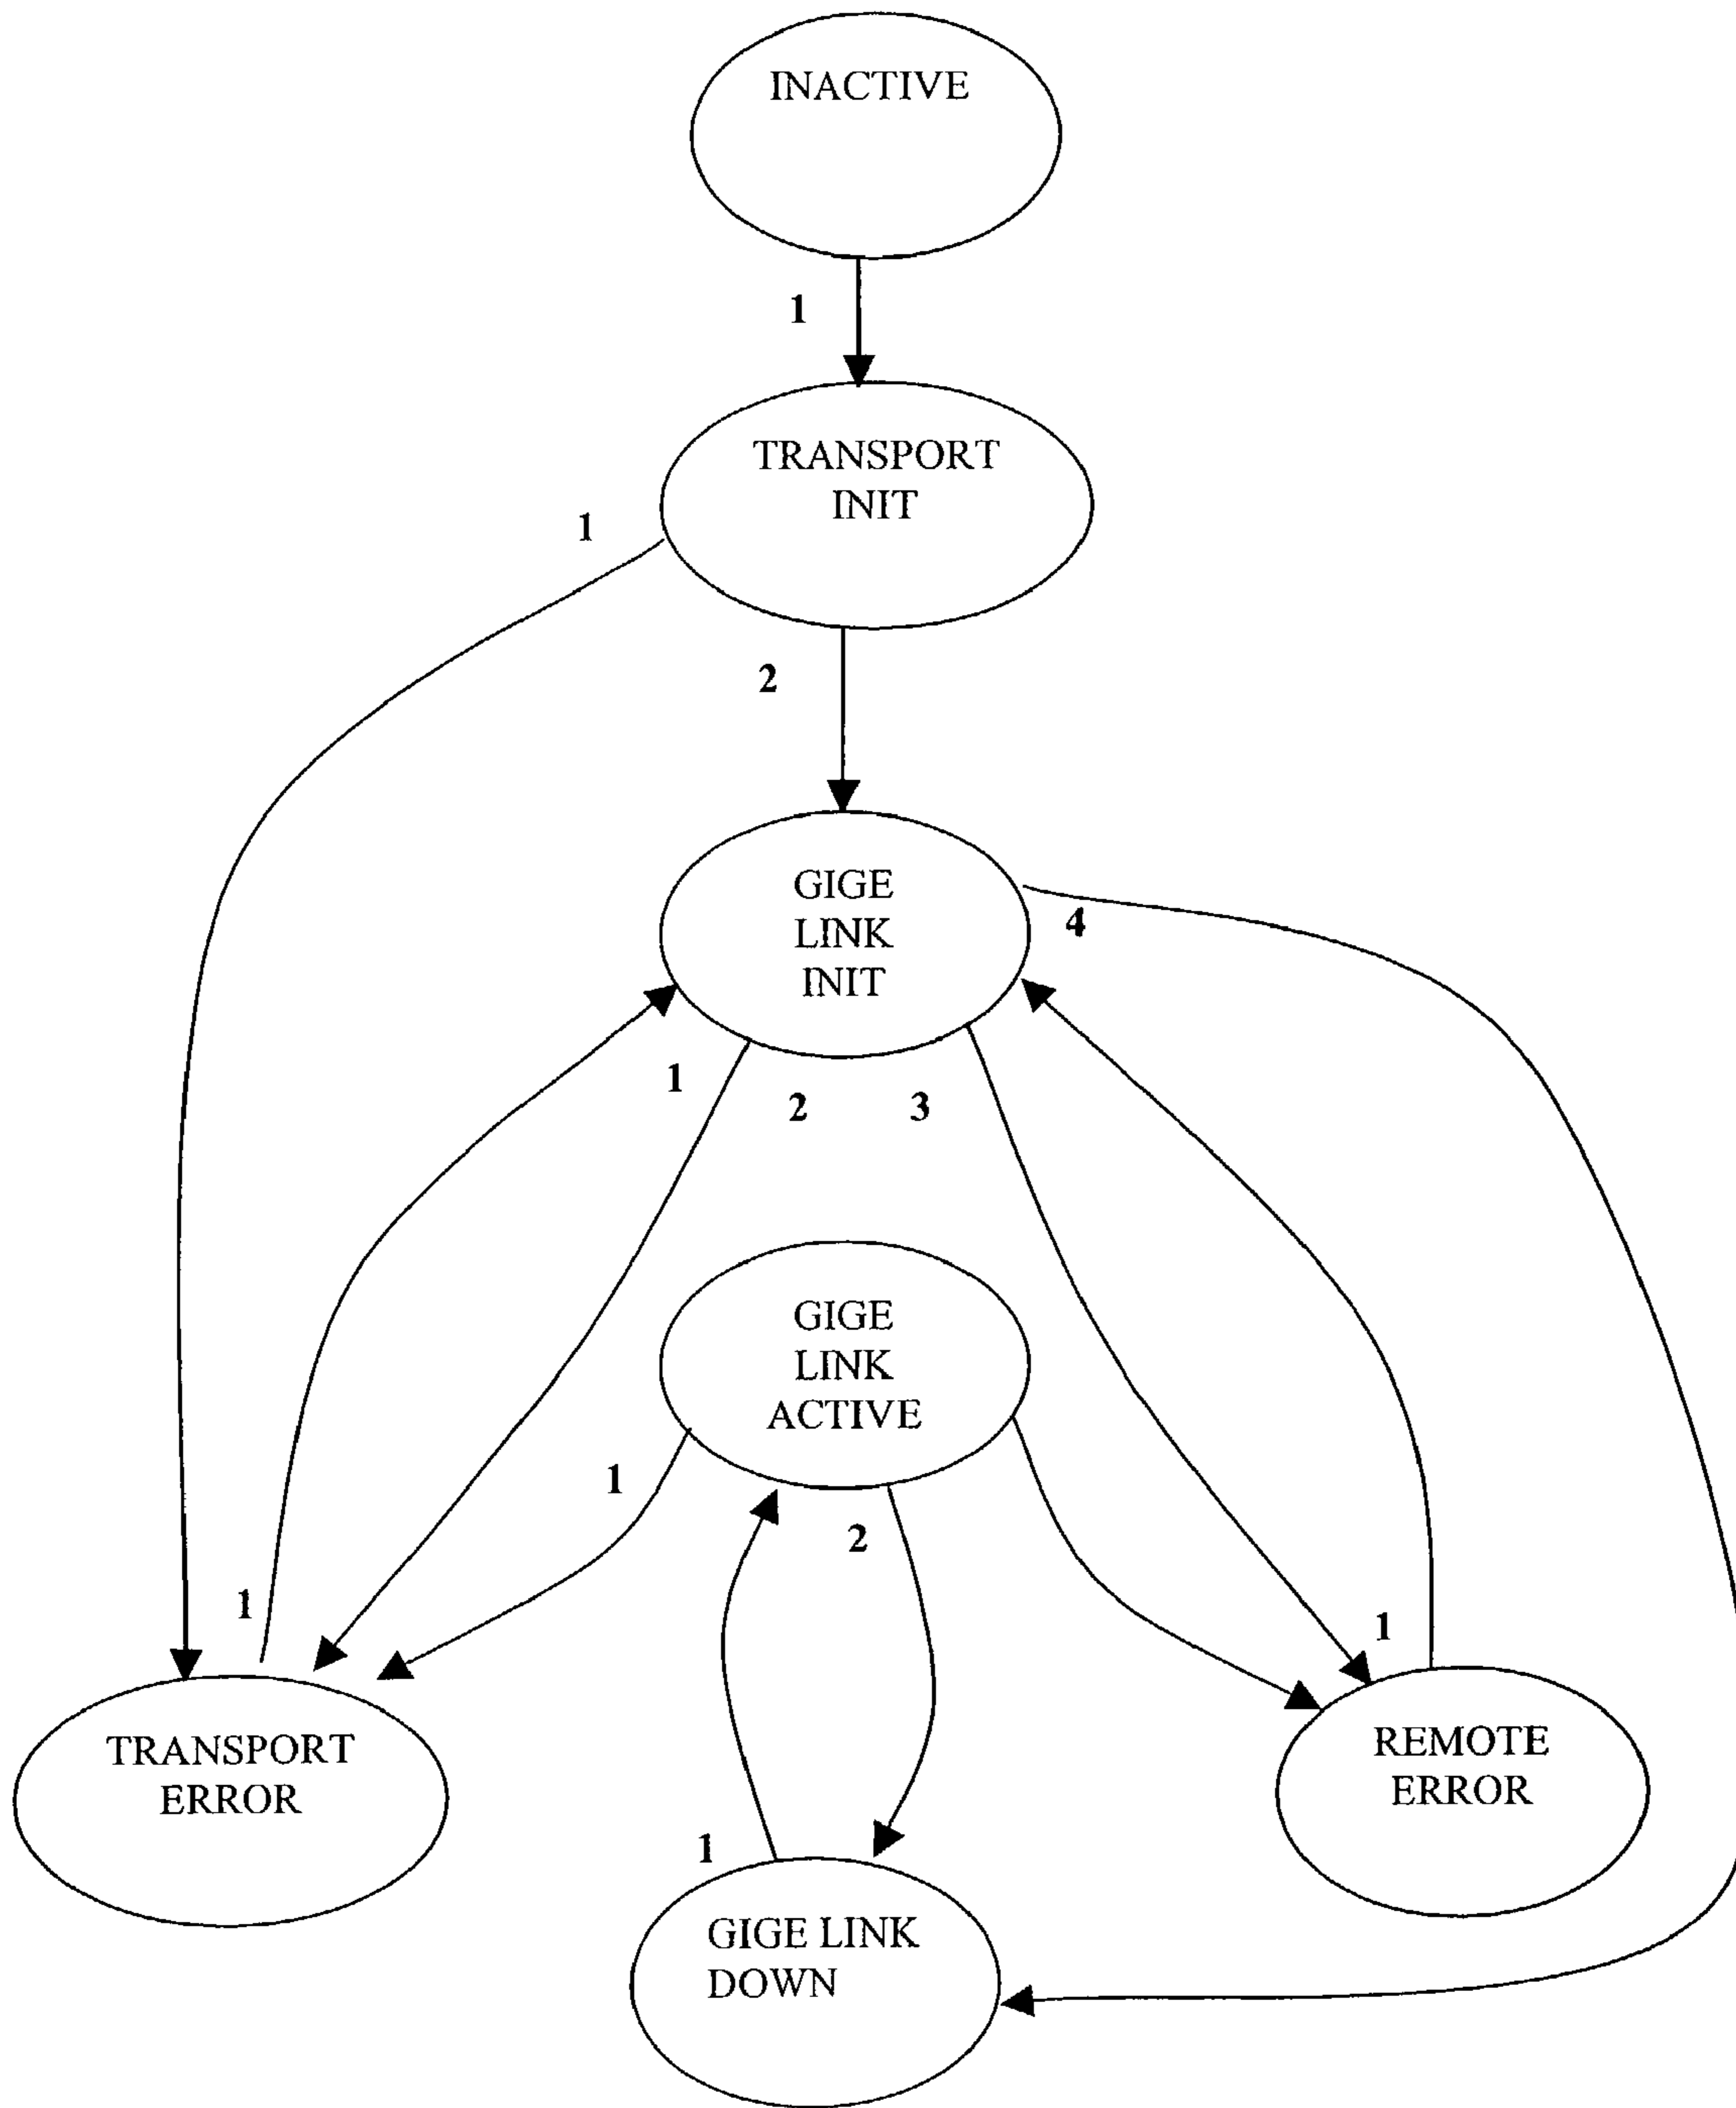 INACTIVE
1
TRANSPORT
INIT
1
2
GIGE
LINK
INIT
4
1
2
3
GIGE
LINK
ACTIVE
1
2
1
1
TRANSPORT
ERROR
REMOTE
ERROR
1
GIGE LINK
DOWN